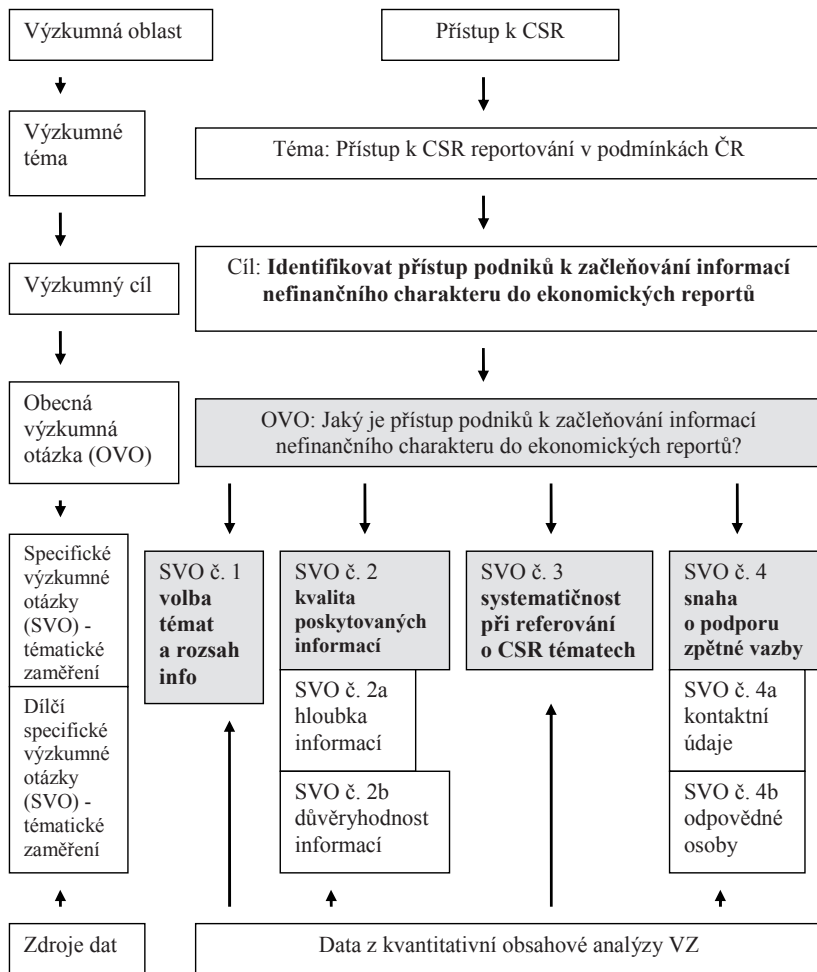 Výzkumná oblast
Přístup k CSR
Výzkumné
téma
Téma: Přístup k CSR reportování v podmínkách ČR
Výzkumný cíl
Cíl: Identifikovat přístup podniků k začleňování informací
nefinančního charakteru do ekonomických reportů
Obecná
výzkumná
otázka (OVO)
OVO: Jaký je přístup podniků k začleňování informací
nefinančního charakteru do ekonomických reportů?
Specifické
výzkumné
otázky
(SVO) -
tématické
zaměření
SVO č. 1
volba
témat
a rozsah
info
SVO č. 2
kvalita
poskytovaných
informací
SVO č. 3
systematičnost
při referování
o CSR tématech
SVO č. 4
snaha
o podporu
zpětné vazby
Dílčí
specifické
výzkumné
otázky
(SVO) -
tématické
zaměření
SVO č. 2a
hloubka
informací
SVO č. 2b
důvěryhodnost
informací
SVO č. 4a
kontaktní
údaje
SVO č. 4b
odpovědné
osoby
Zdroje dat
Data z kvantitativní obsahové analýzy VZ